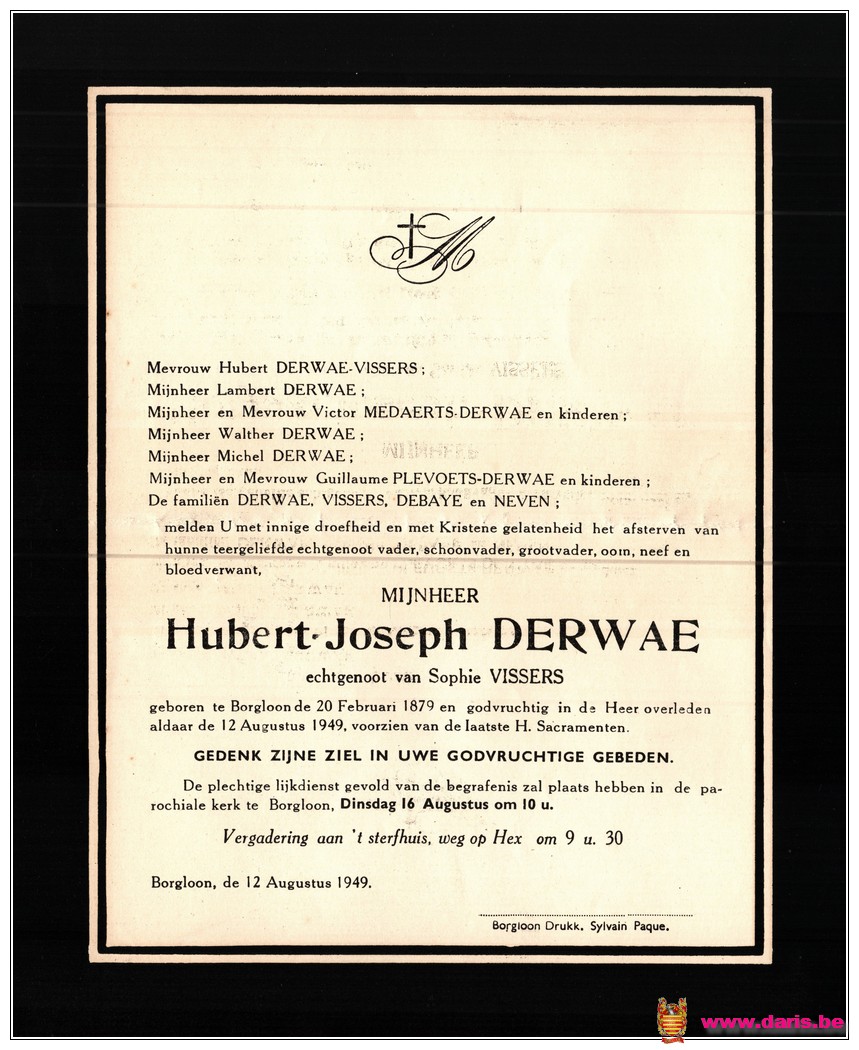 M
Mevrouw Hubert DERWAE-VISSERS ;
Mijnheer Lambert DERWAE ;
Mijnheer en Mevrouw Victor MEDAERTS-DERWAE en kinderen ;
Mijnheer Walther DERWAE ;
Mijnheer Michel DERWAE ;
Mijnheer en Mevrouw Guillaume PLEVOETS-DERWAE en kinderen ;
De familiën DERWAE, VISSERS, DEBAYE en NEVEN ;
melden U met innige droefheid en met Kristene gelatenheid het afsterven van
hunne teergeliefde echtgenoot vader, schoonvader, grootvader, oom, neef en
bloedverwant,
MIJNHEER
Hubert-Joseph DERWAE
echtgenoot van Sophie VISSERS
geboren te Borgloon de 20 Februari 1879 en godvruchtig in de Heer overleden
aldaar de 12 Augustus 1949, voorzien van de laatste H. Sacramenten.
GEDENK ZIJNE ZIEL IN UWE GODVRUCHTIGE GEBEDEN.
De plechtige lijkdienst gevold van de begrafenis zal plaats hebben in de pa-
rochiale kerk te Borgloon, Dinsdag 16 Augustus om 10 u.
Vergadering aan 't sterfhuis, weg op Hex om 9 u. 30
Borgloon, de 12 Augustus 1949.
Borgloon Drukk. Sylvain Paque.
www.daris.be